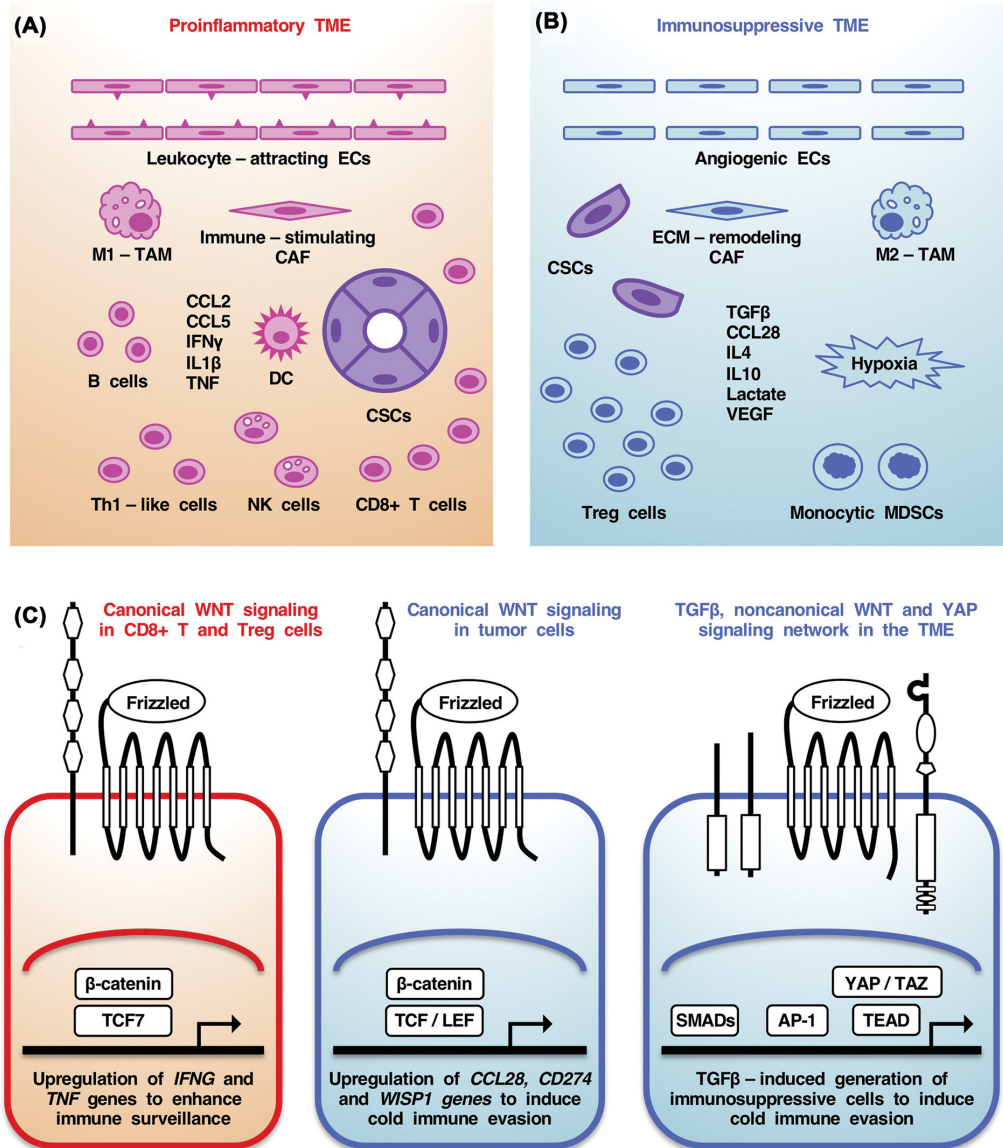 (A)
Proinflammatory TME
Leukocyte – attracting ECs
M1 – TAM
Immune – stimulating
CAF
CCL2
CCL5
IFNγ
IL1β
TNF
B cells
DC
CSCs
Th1 – like cells
NK cells
CD8+ T cells
(B)
Immunosuppressive TME
Angiogenic ECs
CSCs
ECM – remodeling
CAF
M2 – TAM
TGFβ
CCL28
IL4
IL10
Lactate
VEGF
Hypoxia
Treg cells
Monocytic MDSCs
(C)
Canonical WNT signaling
in CD8+ T and Treg cells
Frizzled
β-catenin
TCF7
Upregulation of IFNG and
TNF genes to enhance
immune surveillance
Canonical WNT signaling
in tumor cells
Frizzled
β-catenin
TCF / LEF
Upregulation of CCL28, CD274
and WISP1 genes to induce
cold immune evasion
TGFβ, noncanonical WNT and YAP
signaling network in the TME
Frizzled
YAP / TAZ
SMADs
AP-1
TEAD
TGFβ – induced generation of
immunosuppressive cells to induce
cold immune evasion